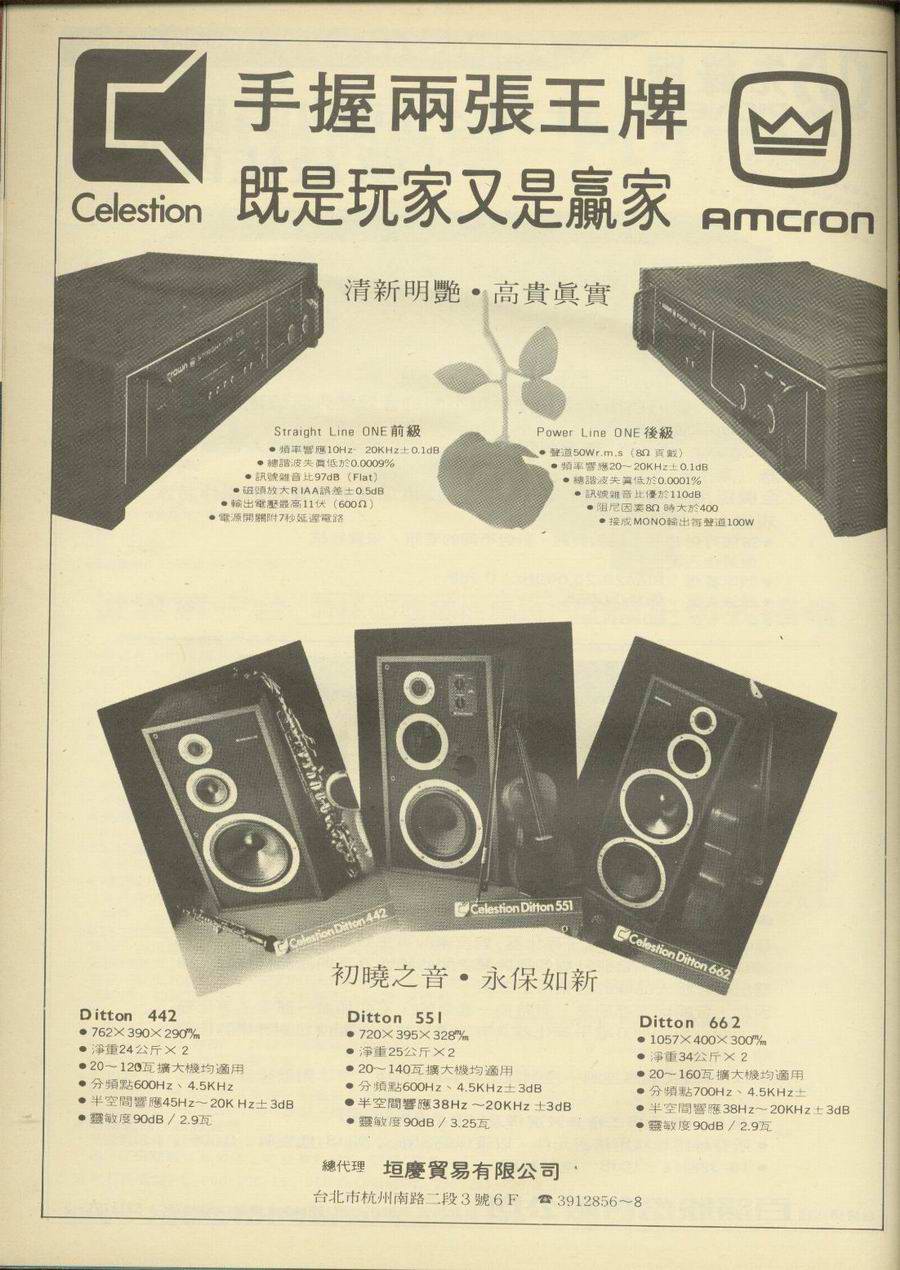 手握兩張王牌
既是玩家又是贏家
Celestion
AMCRON
清新明艷•高貴眞實
crown STRAIGHT LINE ONE
Straight Line ONE前級
●頻率響應10Hz- 20KHz±0.1dB
●總諧波失眞低於0.0009%
●訊號雜音比97dB (Flat)
●磁頭放大RIAA誤差±0.5dB
●輸出電壓最高11伏 (600Ω)
●電源開關附7秒延遲電路
Power Line ONE後級
●聲道50Wr.m.s (8Ω負載)
●頻率響應20～20KHz±0.1dB
●總諧波失眞低於0.0001%
●訊號雜音比優於110dB
●阻尼因素8Ω 時大於400
●接成MONO輸出每聲道100W
Celestion Ditton 442
Celestion Ditton 551
Celestion Ditton 662
初曉之音•永保如新
Ditton 442
●762×390×290㎜
●淨重24公斤×2
●20～120瓦擴大機均適用
●分頻點600Hz、4.5KHz
●半空間響應45Hz～20KHz±3dB
●靈敏度90dB / 2.9瓦
Ditton 551
●720×395×328㎜
●淨重25公斤×2
●20～140瓦擴大機均適用
●分頻點600Hz、4.5KHz±3dB
●半空間響應38Hz～20KHz ±3dB
●靈敏度90dB / 3.25瓦
Ditton 662
●1057×400×300㎜
●淨重34公斤×2
●20～160瓦擴大機均適用
●分頻點700Hz、4.5KHz±
●半空間響應38Hz～20KHz±3dB
●靈敏度90dB / 2.9瓦
總代理 垣慶貿易有限公司
台北市杭州南路二段3號6F ☎3912856～8